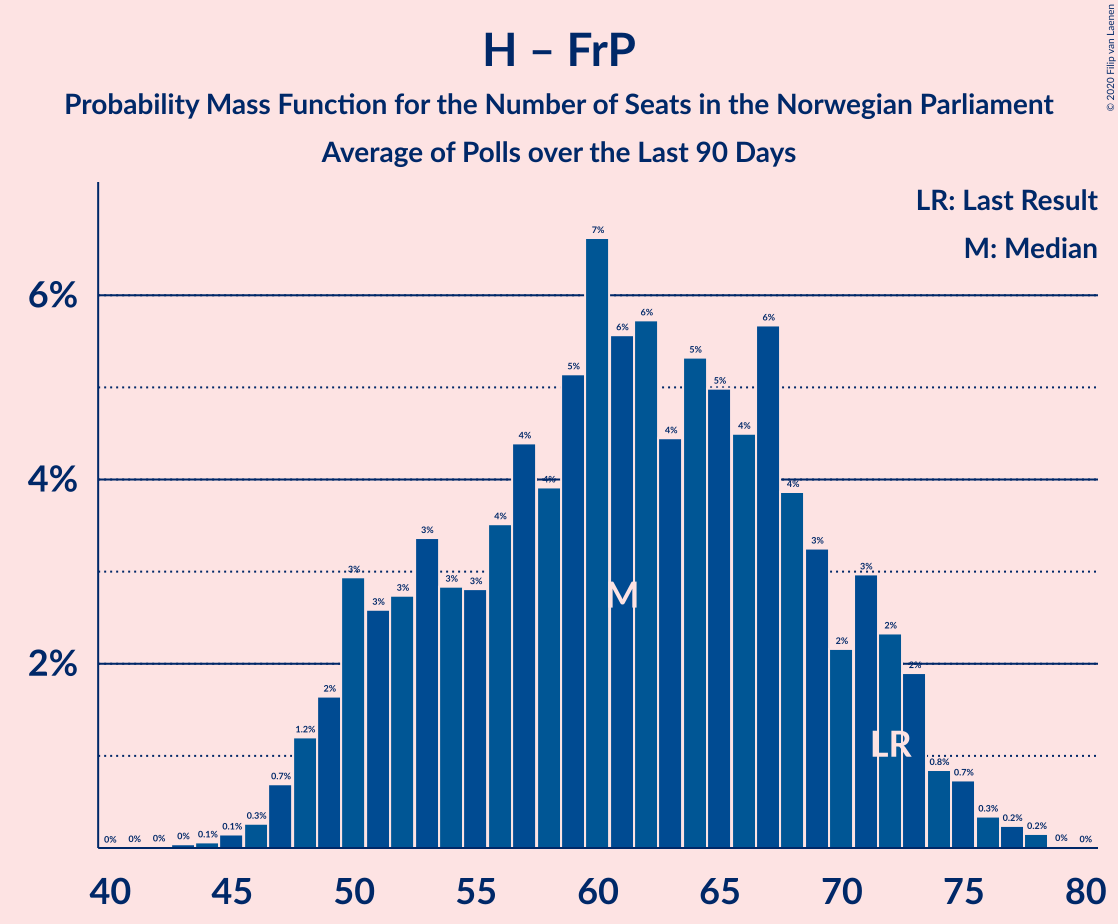 H – FrP
Probability Mass Function for the Number of Seats in the Norwegian Parliament
Average of Polls over the Last 90 Days
© 2020 Filip van Laenen
LR: Last Result
M: Median
6%
4%
2%
0% 0% 0% 0% 0.1% 0.1% 0.3% 0.7% 1.2% 2% 3% 3% 3% 3% 3% 3% 4% 4% 4% 5% 7% 6% 6% 4% 5% 5% 4% 6% 4% 3% 2% 3% 2% 2% 0.8% 0.7% 0.3% 0.2% 0.2% 0% 0%
M
LR
40 45 50 55 60 65 70 75 80